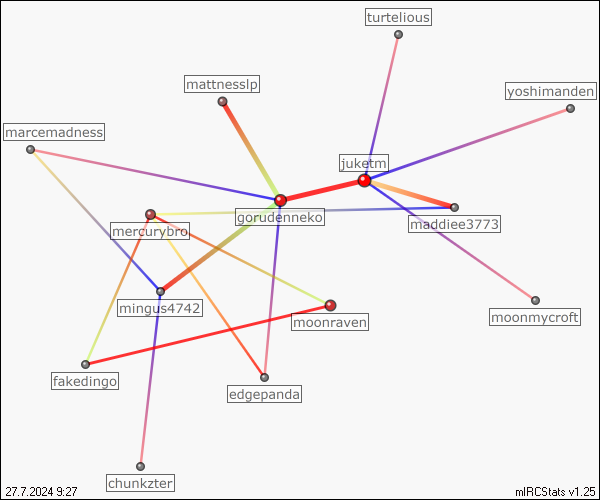 turtelious
mattnesslp
yoshimanden
marcemadness
juketm
gorudenneko
maddiee3773
mercurybro
mingus4742
moonraven
moonmycroft
fakedingo
edgepanda
chunkzter
27.7.2024 9:27
mIRCStats v1.25